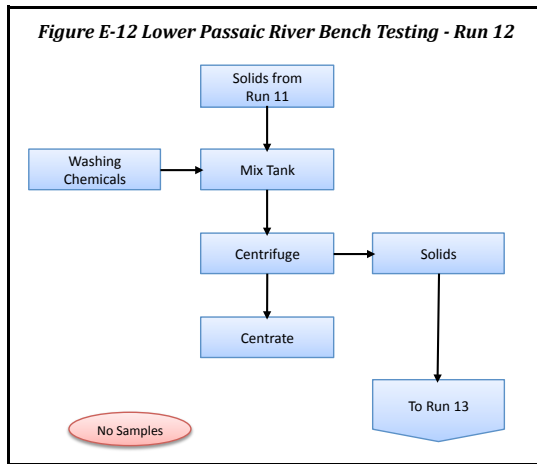 Figure E-12 Lower Passaic River Bench Testing - Run 12
Solids from
Run 11
Washing
Chemicals
Mix Tank
Centrifuge
Solids
Centrate
To Run 13
No Samples